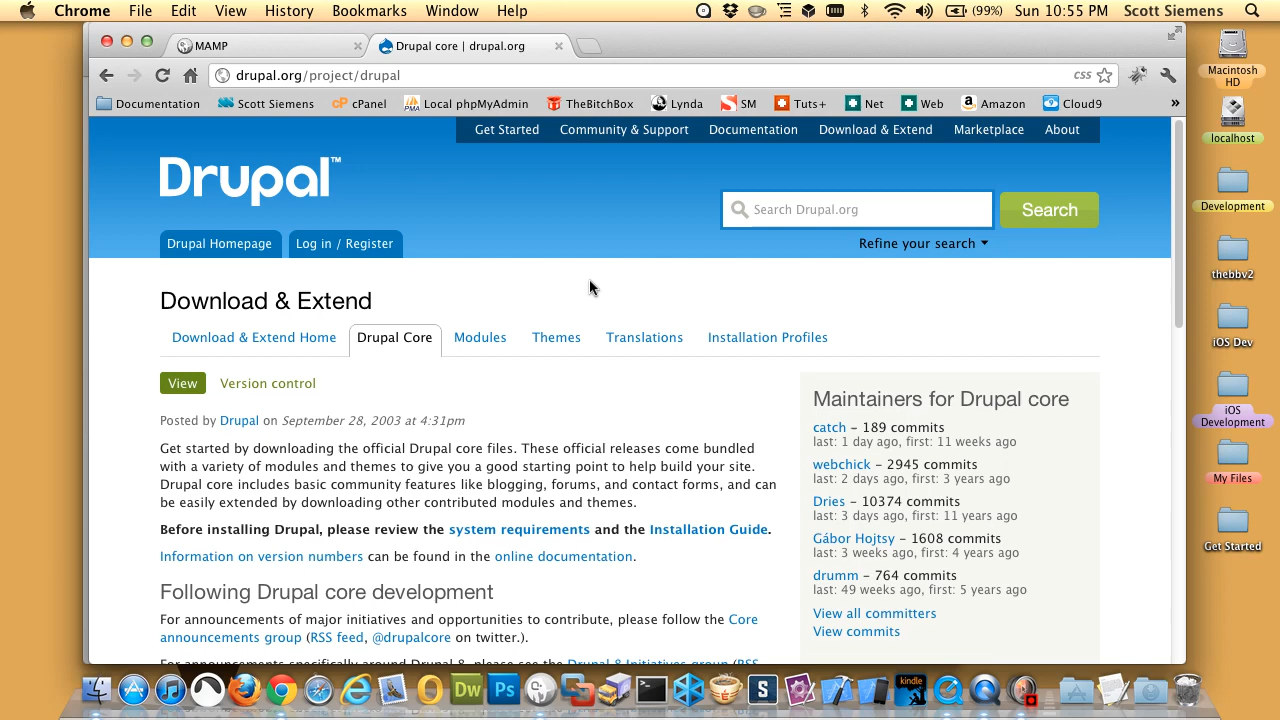 Chrome File Edit View History Bookmarks Window Help (99%) Sun 10:55 PM Scott Siemens
MAMP
Drupal core | drupal.org
drupal.org/project/drupal
CSS
Documentation Scott Siemens cP cPanel PMA Local phpMyAdmin TheBitchBox Lynda SM Tuts+ Net Web Amazon Cloud9 »
Get Started Community & Support Documentation Download & Extend Marketplace About
Drupal™
Search Drupal.org
Search
Refine your search
Drupal Homepage Log in / Register
Download & Extend
Download & Extend Home Drupal Core Modules Themes Translations Installation Profiles
View Version control
Posted by Drupal on September 28, 2003 at 4:31pm
Get started by downloading the official Drupal core files. These official releases come bundled
with a variety of modules and themes to give you a good starting point to help build your site.
Drupal core includes basic community features like blogging, forums, and contact forms, and can
be easily extended by downloading other contributed modules and themes.
Before installing Drupal, please review the system requirements and the Installation Guide.
Information on version numbers can be found in the online documentation.
Following Drupal core development
For announcements of major initiatives and opportunities to contribute, please follow the Core
announcements group (RSS feed, @drupalcore on twitter.).
For announcements specifically around Drupal 8, please see the Drupal 8 Initiatives group (RSS
Maintainers for Drupal core
catch – 189 commits
last: 1 day ago, first: 11 weeks ago
webchick – 2945 commits
last: 2 days ago, first: 3 years ago
Dries – 10374 commits
last: 3 days ago, first: 11 years ago
Gábor Hojtsy – 1608 commits
last: 3 weeks ago, first: 4 years ago
drumm – 764 commits
last: 49 weeks ago, first: 5 years ago
View all committers
View commits
Macintosh
HD
localhost
Development
thebbv2
iOS Dev
iOS
Development
My Files
Get Started
Dw
Ps
S
kindle